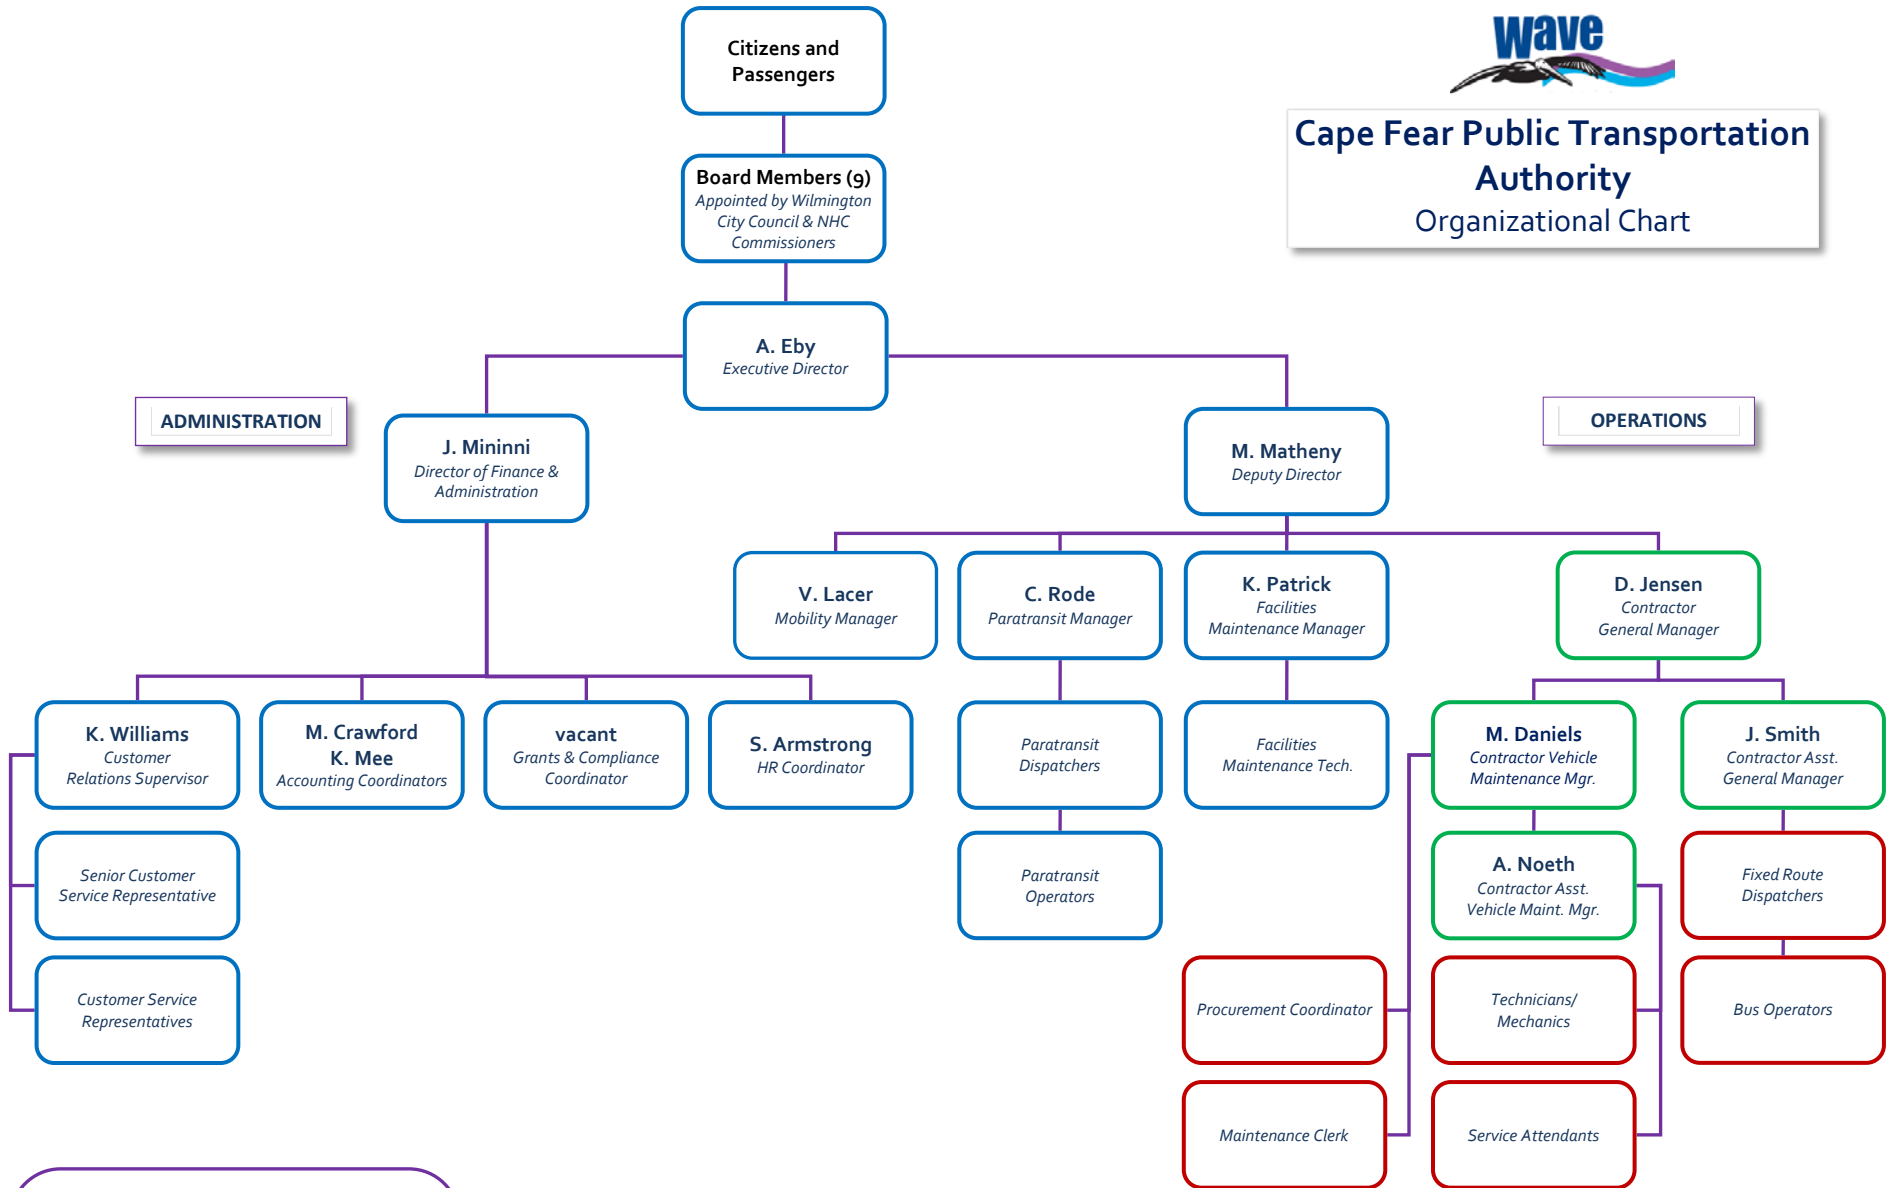 Citizens and
Passengers
wave
Cape Fear Public Transportation
Authority
Organizational Chart
Board Members (9)
Appointed by Wilmington
City Council & NHC
Commissioners
A. Eby
Executive Director
ADMINISTRATION
OPERATIONS
J. Mininni
Director of Finance &
Administration
M. Matheny
Deputy Director
V. Lacer
Mobility Manager
C. Rode
Paratransit Manager
K. Patrick
Facilities
Maintenance Manager
D. Jensen
Contractor
General Manager
K. Williams
Customer
Relations Supervisor
M. Crawford
K. Mee
Accounting Coordinators
vacant
Grants & Compliance
Coordinator
S. Armstrong
HR Coordinator
Paratransit
Dispatchers
Facilities
Maintenance Tech.
M. Daniels
Contractor Vehicle
Maintenance Mgr.
J. Smith
Contractor Asst.
General Manager
Senior Customer
Service Representative
Paratransit
Operators
A. Noeth
Contractor Asst.
Vehicle Maint. Mgr.
Fixed Route
Dispatchers
Customer Service
Representatives
Procurement Coordinator
Technicians/
Mechanics
Bus Operators
Maintenance Clerk
Service Attendants